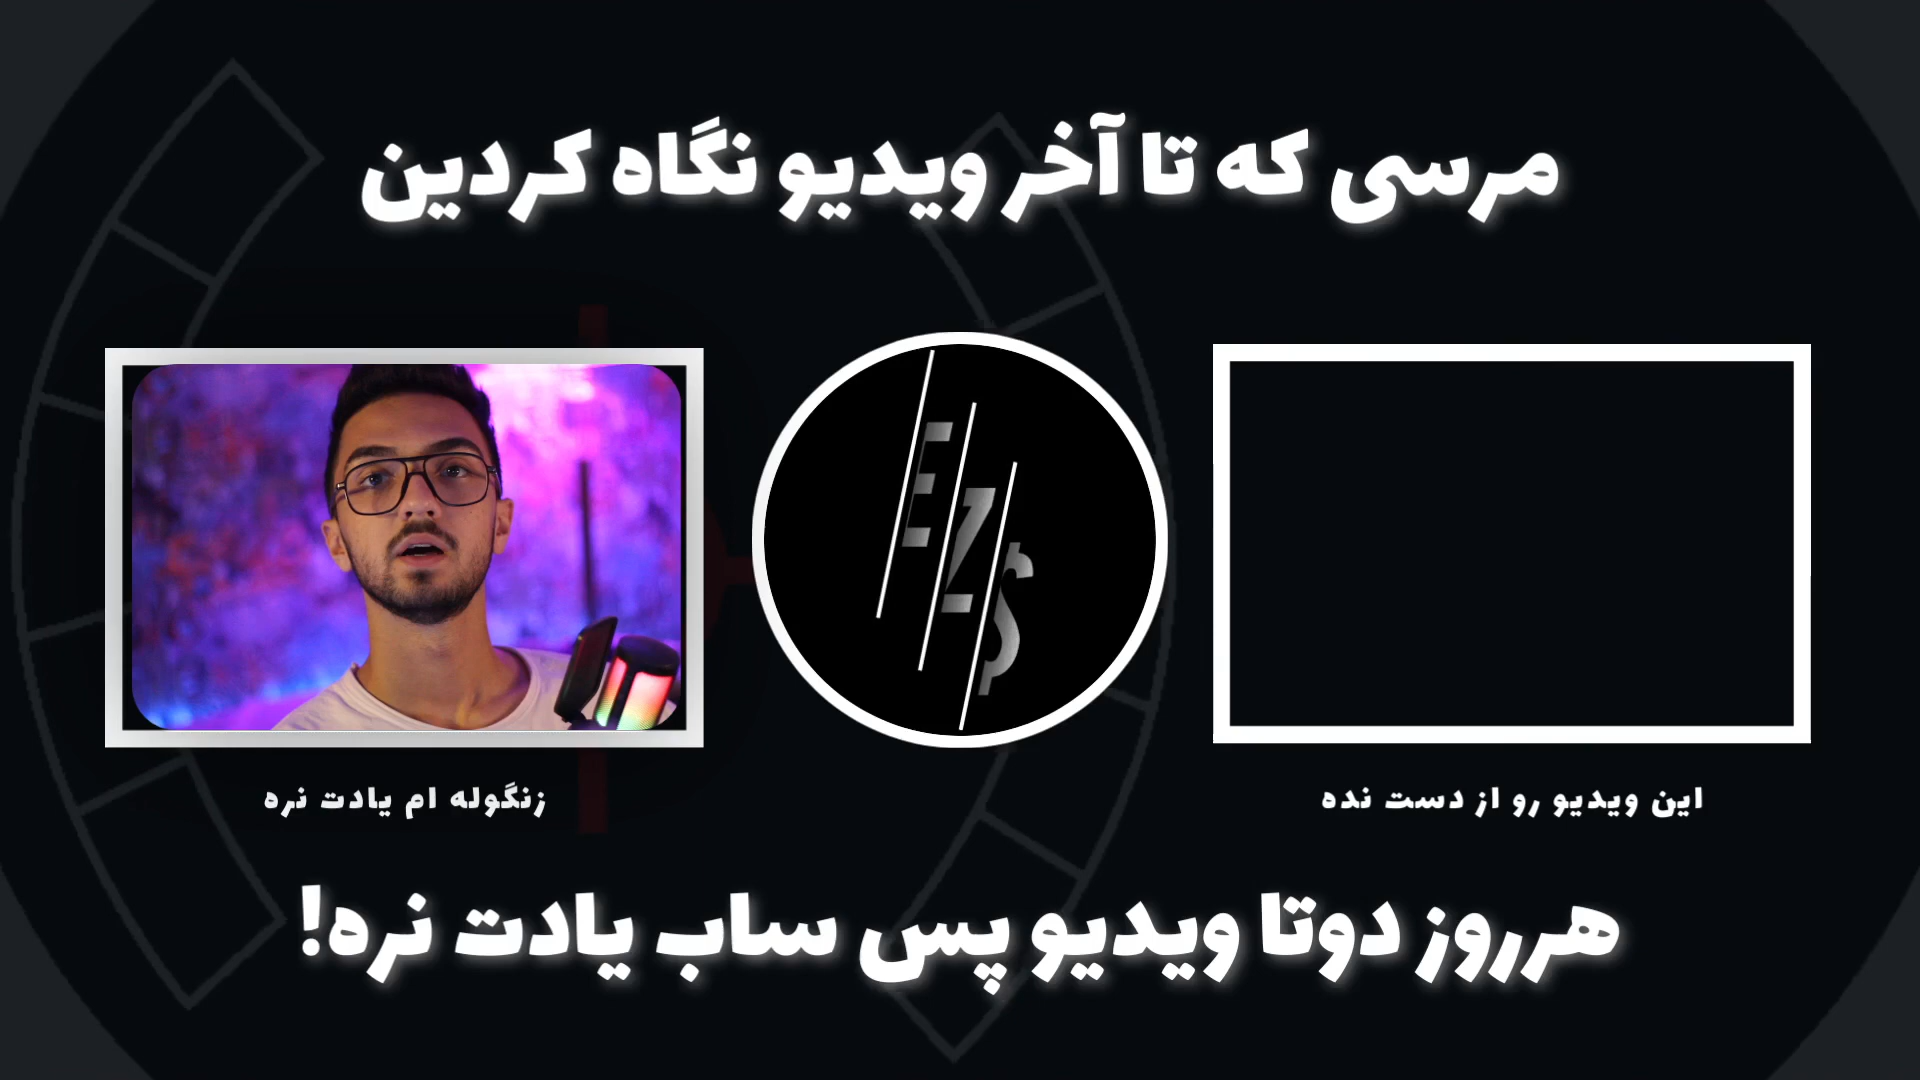 مرسی که تا آخر ویدیو نگاه کردین
EZS
این ویدیو رو از دست نده
زنگوله ام یادت نره
هرروز دوتا ویدیو پس ساب یادت نره!